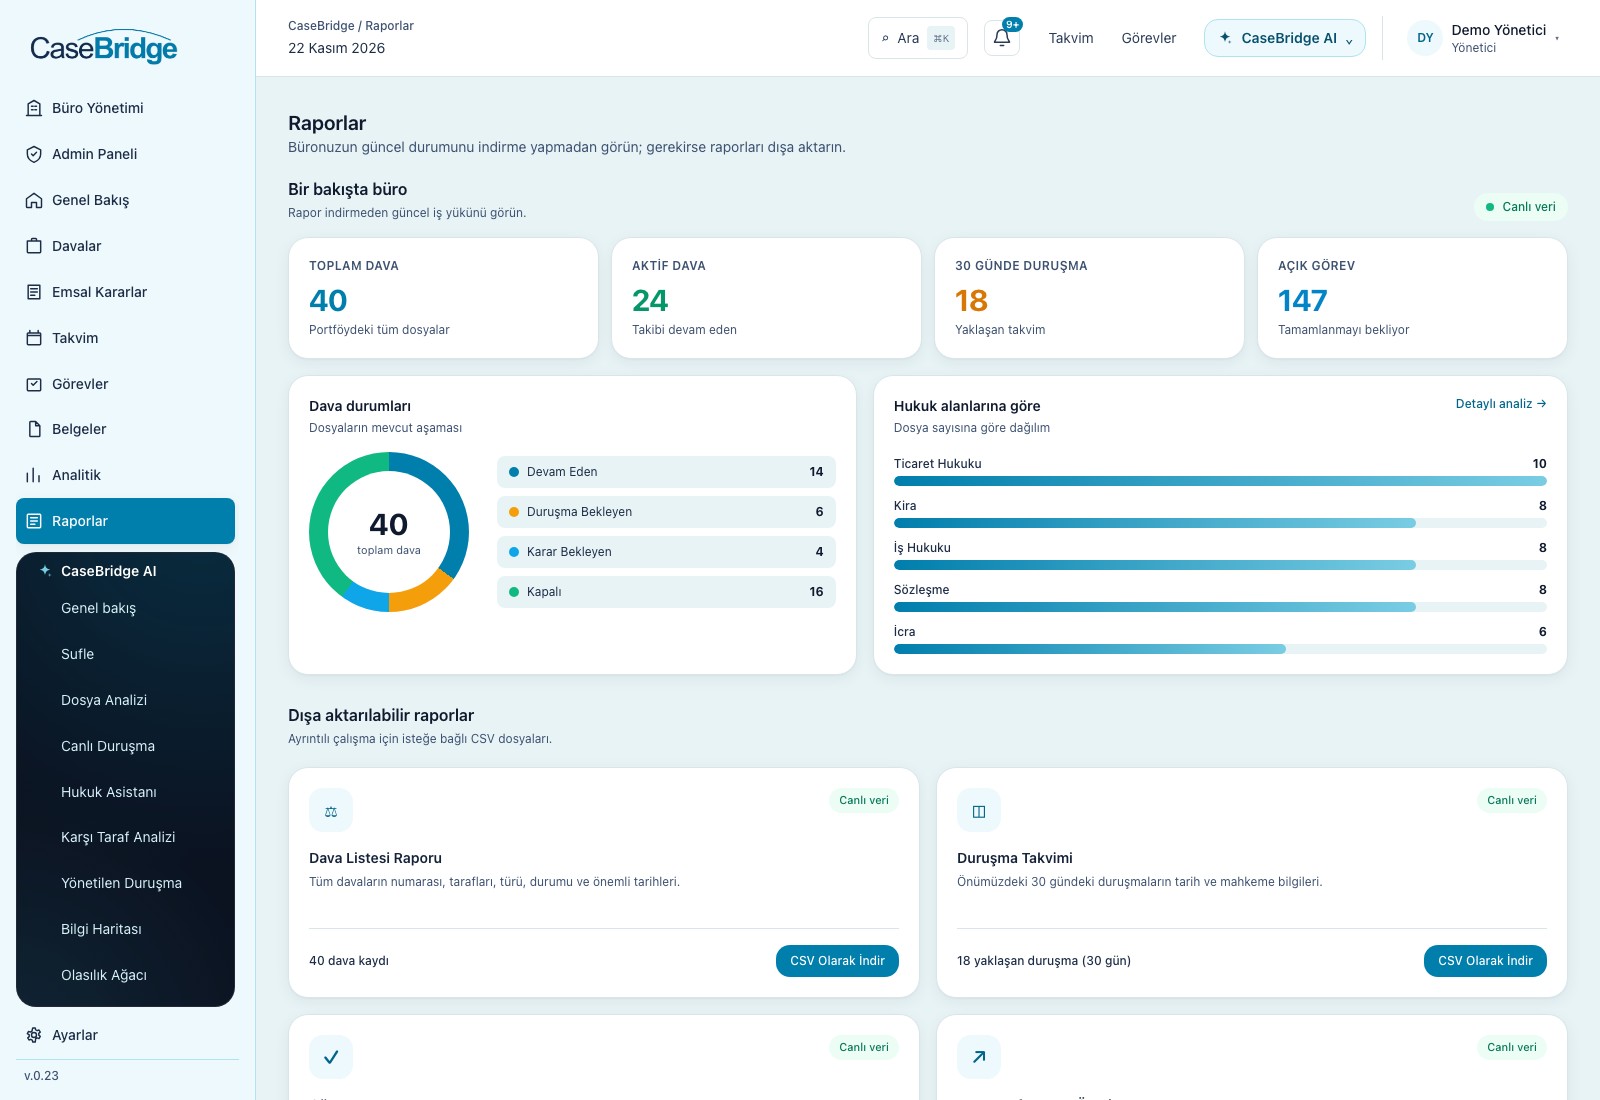 CaseBridge
Büro Yönetimi
Admin Paneli
Genel Bakış
Davalar
Emsal Kararlar
Takvim
Görevler
Belgeler
Analitik
Raporlar
CaseBridge AI
Genel bakış
Sufle
Dosya Analizi
Canlı Duruşma
Hukuk Asistanı
Karşı Taraf Analizi
Yönetilen Duruşma
Bilgi Haritası
Olasılık Ağacı
Ayarlar
v.0.23
CaseBridge / Raporlar
22 Kasım 2026
Ara ⌘K
9+
Takvim
Görevler
CaseBridge AI
DY
Demo Yönetici
Yönetici
Raporlar
Büronuzun güncel durumunu indirme yapmadan görün; gerekirse raporları dışa aktarın.
Bir bakışta büro
Rapor indirmeden güncel iş yükünü görün.
Canlı veri
TOPLAM DAVA
40
Portföydeki tüm dosyalar
AKTİF DAVA
24
Takibi devam eden
30 GÜNDE DURUŞMA
18
Yaklaşan takvim
AÇIK GÖREV
147
Tamamlanmayı bekliyor
Dava durumları
Dosyaların mevcut aşaması
40
toplam dava
Devam Eden 14
Duruşma Bekleyen 6
Karar Bekleyen 4
Kapalı 16
Hukuk alanlarına göre
Dosya sayısına göre dağılım
Detaylı analiz →
Ticaret Hukuku 10
Kira 8
İş Hukuku 8
Sözleşme 8
İcra 6
Dışa aktarılabilir raporlar
Ayrıntılı çalışma için isteğe bağlı CSV dosyaları.
Canlı veri
Dava Listesi Raporu
Tüm davaların numarası, tarafları, türü, durumu ve önemli tarihleri.
40 dava kaydı
CSV Olarak İndir
Canlı veri
Duruşma Takvimi
Önümüzdeki 30 gündeki duruşmaların tarih ve mahkeme bilgileri.
18 yaklaşan duruşma (30 gün)
CSV Olarak İndir
Canlı veri
Canlı veri